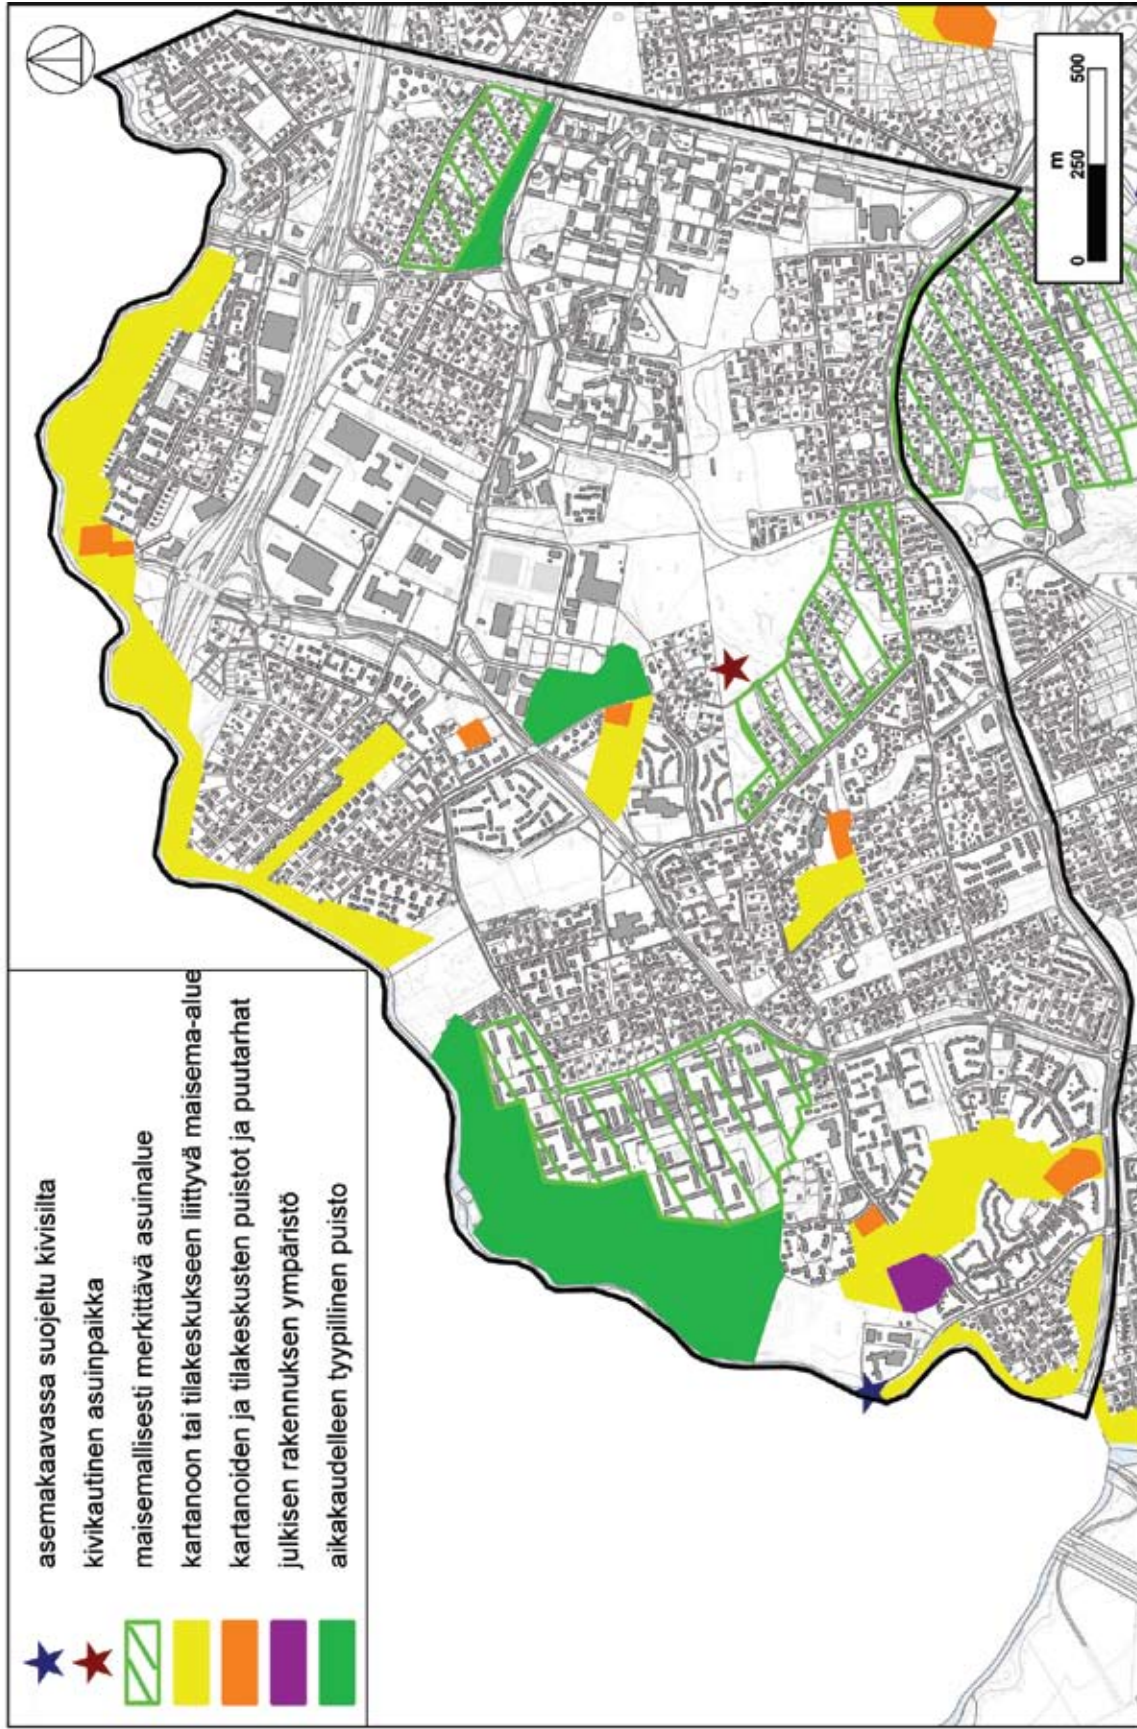 asemakaavassa suojeltu kivisilta
kivikautinen asuinpaikka
maisemallisesti merkittävä asuinalue
kartanoon tai tilakeskukseen liittyvä maisema-alue
kartanoiden ja tilakeskusten puistot ja puutarhat
julkisen rakennuksen ympäristö
aikakaudelleen tyypillinen puisto
m
0 250 500